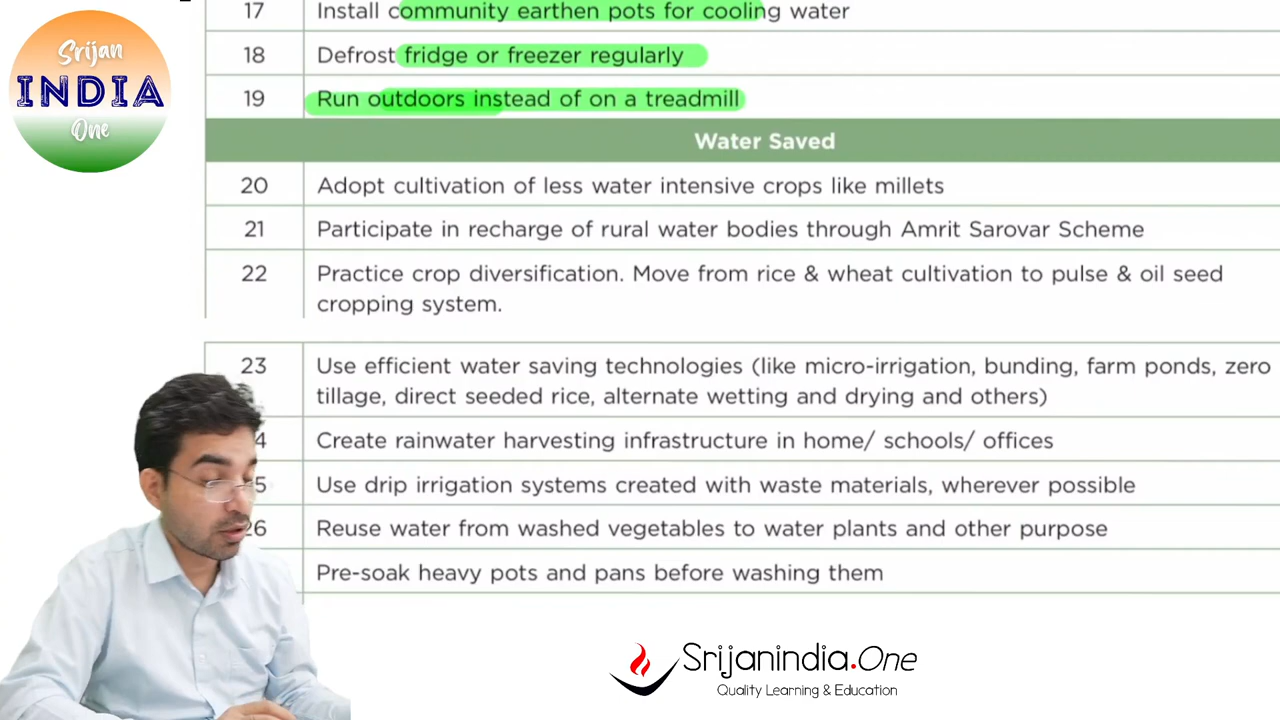 Srijan
INDIA
One
17 Install community earthen pots for cooling water
18 Defrost fridge or freezer regularly
19 Run outdoors instead of on a treadmill
Water Saved
20 Adopt cultivation of less water intensive crops like millets
21 Participate in recharge of rural water bodies through Amrit Sarovar Scheme
22 Practice crop diversification. Move from rice & wheat cultivation to pulse & oil seed
cropping system.
23 Use efficient water saving technologies (like micro-irrigation, bunding, farm ponds, zero
tillage, direct seeded rice, alternate wetting and drying and others)
4 Create rainwater harvesting infrastructure in home/ schools/ offices
5 Use drip irrigation systems created with waste materials, wherever possible
26 Reuse water from washed vegetables to water plants and other purpose
Pre-soak heavy pots and pans before washing them
Srijanindia.One
Quality Learning & Education